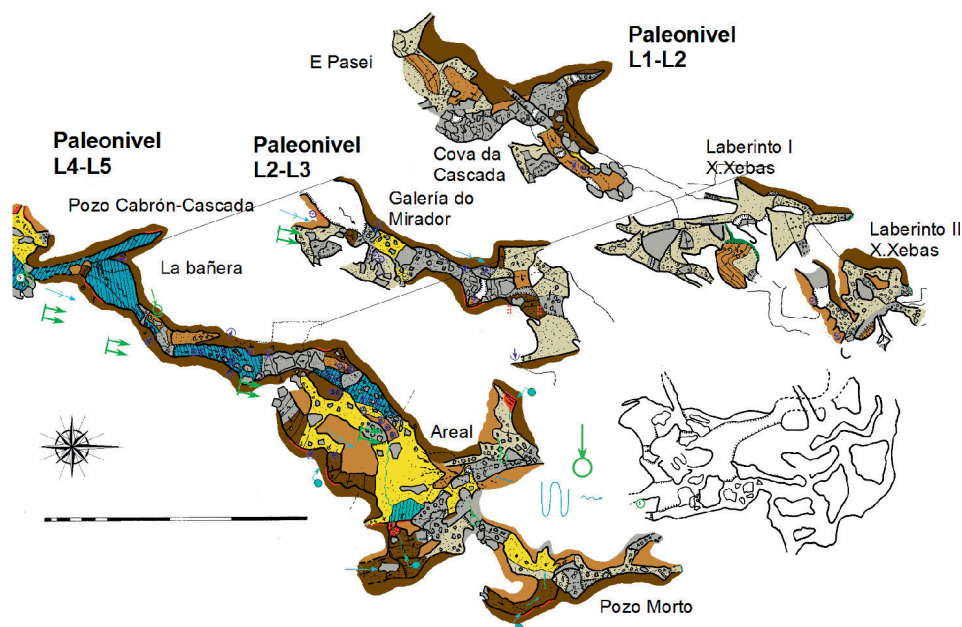 Paleonivel
L1-L2
E Pasei
Paleonivel
L4-L5
Paleonivel
L2-L3
Cova da
Cascada
Laberinto I
X.Xebas
Pozo Cabrón-Cascada
Galería do
Mirador
Laberinto II
X.Xebas
La bañera
Areal
Pozo Morto